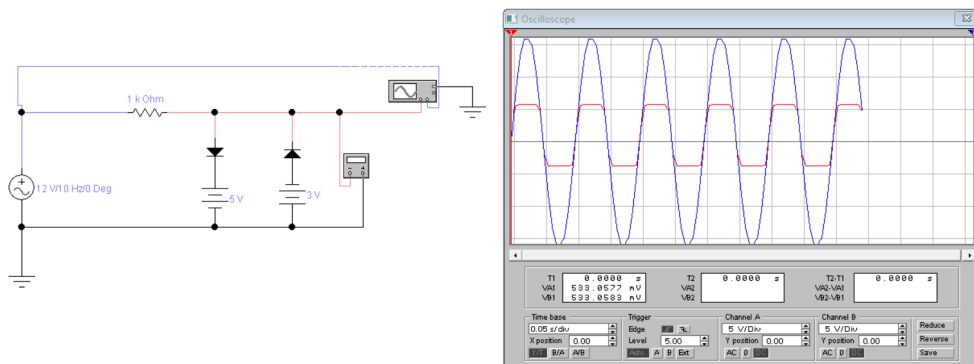 1 k Ohm
12 V/10 Hz/0 Deg
5 V
3 V
Oscilloscope
T1 0.0000 s
VA1 533.0577 mV
VB1 533.0583 mV
T2 0.0000 s
VA2
VB2
T2-T1 0.0000 s
VA2-VA1
VB2-VB1
Time base
0.05 s/div
X position 0.00
Y/T B/A A/B
Trigger
Edge
Level 5.00
Auto A B Ext
Channel A
5 V/Div
Y position 0.00
AC 0 DC
Channel B
5 V/Div
Y position 0.00
AC 0 DC
Reduce
Reverse
Save